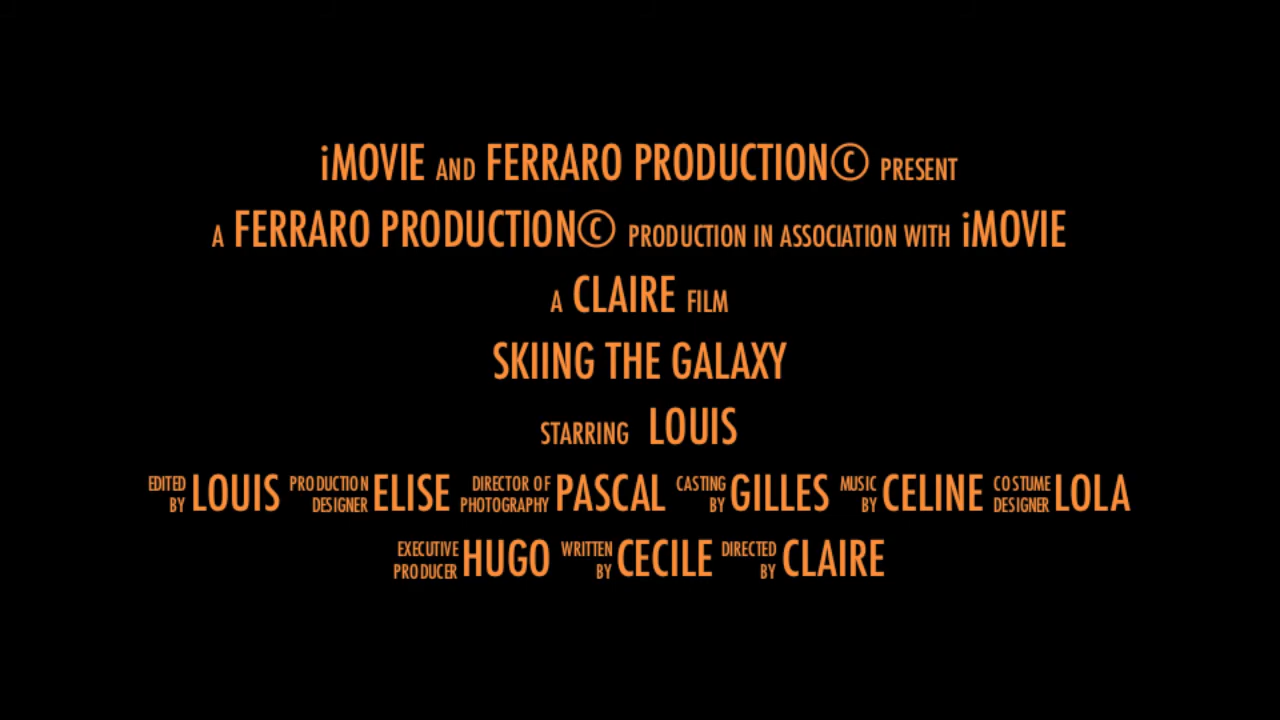 iMOVIE AND FERRARO PRODUCTION© PRESENT
A FERRARO PRODUCTION© PRODUCTION IN ASSOCIATION WITH iMOVIE
A CLAIRE FILM
SKIING THE GALAXY
STARRING LOUIS
EDITED BY LOUIS PRODUCTION DESIGNER ELISE DIRECTOR OF PHOTOGRAPHY PASCAL CASTING BY GILLES MUSIC BY CELINE COSTUME DESIGNER LOLA
EXECUTIVE PRODUCER HUGO WRITTEN BY CECILE DIRECTED BY CLAIRE